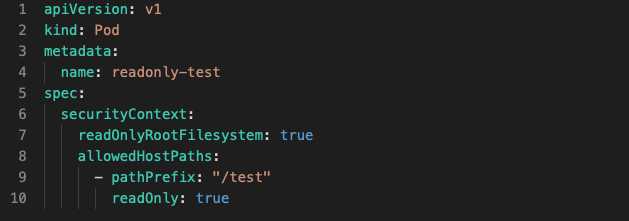 1 apiVersion: v1
2 kind: Pod
3 metadata:
4   name: readonly-test
5 spec:
6   securityContext:
7     readOnlyRootFilesystem: true
8     allowedHostPaths:
9       - pathPrefix: "/test"
10         readOnly: true